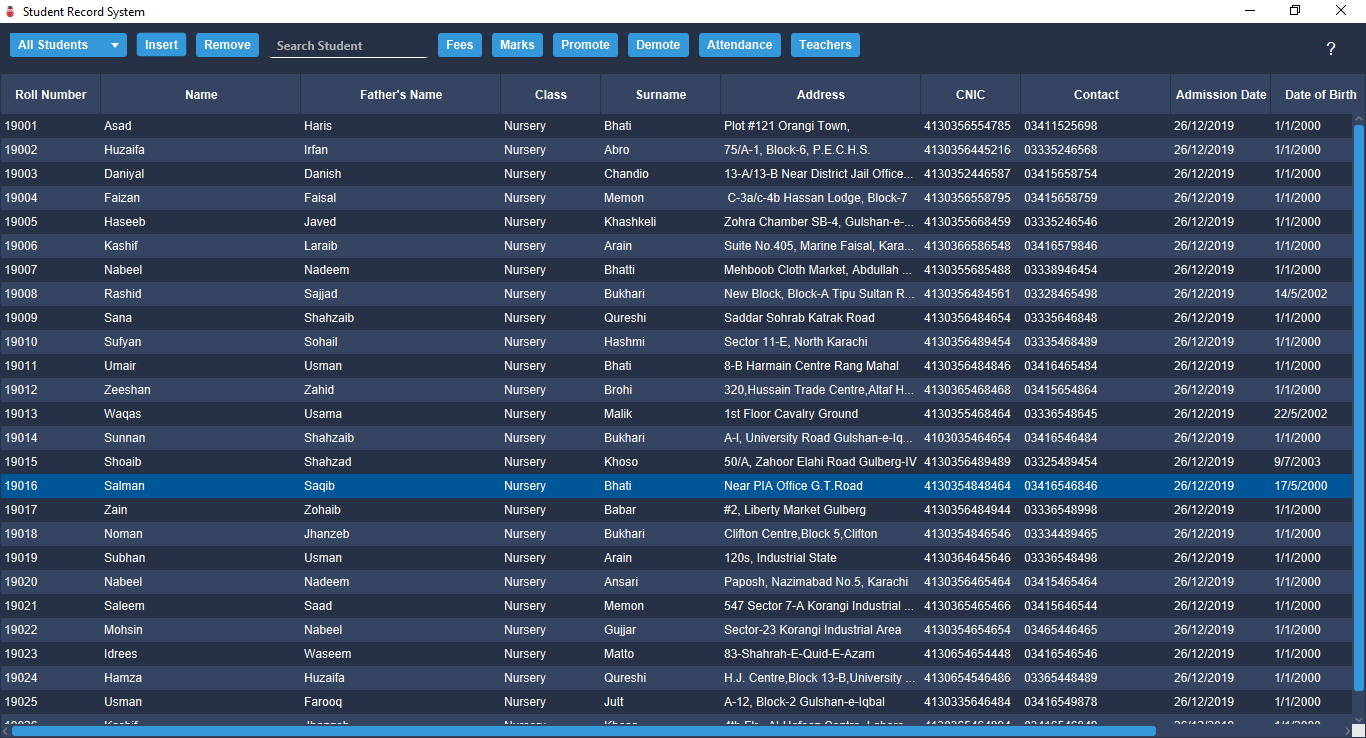 Student Record System
All Students Insert Remove Search Student Fees Marks Promote Demote Attendance Teachers ?
Roll Number Name Father's Name Class Surname Address CNIC Contact Admission Date Date of Birth
19001 Asad Haris Nursery Bhati Plot #121 Orangi Town, 4130356554785 03411525698 26/12/2019 1/1/2000
19002 Huzaifa Irfan Nursery Abro 75/A-1, Block-6, P.E.C.H.S. 4130356445216 03335246568 26/12/2019 1/1/2000
19003 Daniyal Danish Nursery Chandio 13-A/13-B Near District Jail Office... 4130352446587 03415658754 26/12/2019 1/1/2000
19004 Faizan Faisal Nursery Memon C-3a/c-4b Hassan Lodge, Block-7 4130356558795 03415658759 26/12/2019 1/1/2000
19005 Haseeb Javed Nursery Khashkeli Zohra Chamber SB-4, Gulshan-e-... 4130355668459 03335246546 26/12/2019 1/1/2000
19006 Kashif Laraib Nursery Arain Suite No.405, Marine Faisal, Kara... 4130366586548 03416579846 26/12/2019 1/1/2000
19007 Nabeel Nadeem Nursery Bhatti Mehboob Cloth Market, Abdullah ... 4130355685488 03338946454 26/12/2019 1/1/2000
19008 Rashid Sajjad Nursery Bukhari New Block, Block-A Tipu Sultan R... 4130356484561 03328465498 26/12/2019 14/5/2002
19009 Sana Shahzaib Nursery Qureshi Saddar Sohrab Katrak Road 4130356484654 03335646848 26/12/2019 1/1/2000
19010 Sufyan Sohail Nursery Hashmi Sector 11-E, North Karachi 4130356489454 03335468489 26/12/2019 1/1/2000
19011 Umair Usman Nursery Bhati 8-B Harmain Centre Rang Mahal 4130356484846 03416465484 26/12/2019 1/1/2000
19012 Zeeshan Zahid Nursery Brohi 320,Hussain Trade Centre,Altaf H... 4130365468468 03415654864 26/12/2019 1/1/2000
19013 Waqas Usama Nursery Malik 1st Floor Cavalry Ground 4130355468464 03336548645 26/12/2019 22/5/2002
19014 Sunnan Shahzaib Nursery Bukhari A-I, University Road Gulshan-e-Iq... 4103035464654 03416546484 26/12/2019 1/1/2000
19015 Shoaib Shahzad Nursery Khoso 50/A, Zahoor Elahi Road Gulberg-IV 4130356489489 03325489454 26/12/2019 9/7/2003
19016 Salman Saqib Nursery Bhati Near PIA Office G.T.Road 4130354848464 03416546846 26/12/2019 17/5/2000
19017 Zain Zohaib Nursery Babar #2, Liberty Market Gulberg 4130356484944 03336548998 26/12/2019 1/1/2000
19018 Noman Jhanzeb Nursery Bukhari Clifton Centre,Block 5,Clifton 4130354846546 03334489465 26/12/2019 1/1/2000
19019 Subhan Usman Nursery Arain 120s, Industrial State 4130364645646 03336548498 26/12/2019 1/1/2000
19020 Nabeel Nadeem Nursery Ansari Paposh, Nazimabad No.5, Karachi 4130356465464 03415465464 26/12/2019 1/1/2000
19021 Saleem Saad Nursery Memon 547 Sector 7-A Korangi Industrial ... 4130365465466 03415646544 26/12/2019 1/1/2000
19022 Mohsin Nabeel Nursery Gujjar Sector-23 Korangi Industrial Area 4130354654654 03465446465 26/12/2019 1/1/2000
19023 Idrees Waseem Nursery Matto 83-Shahrah-E-Quid-E-Azam 4130654654448 03416546546 26/12/2019 1/1/2000
19024 Hamza Huzaifa Nursery Qureshi H.J. Centre,Block 13-B,University ... 4130654546486 03365448489 26/12/2019 1/1/2000
19025 Usman Farooq Nursery Jutt A-12, Block-2 Gulshan-e-Iqbal 4130335646484 03416549878 26/12/2019 1/1/2000
19026 Kashif Jhanzeb Nursery Khoso 26/12/2019 1/1/2000